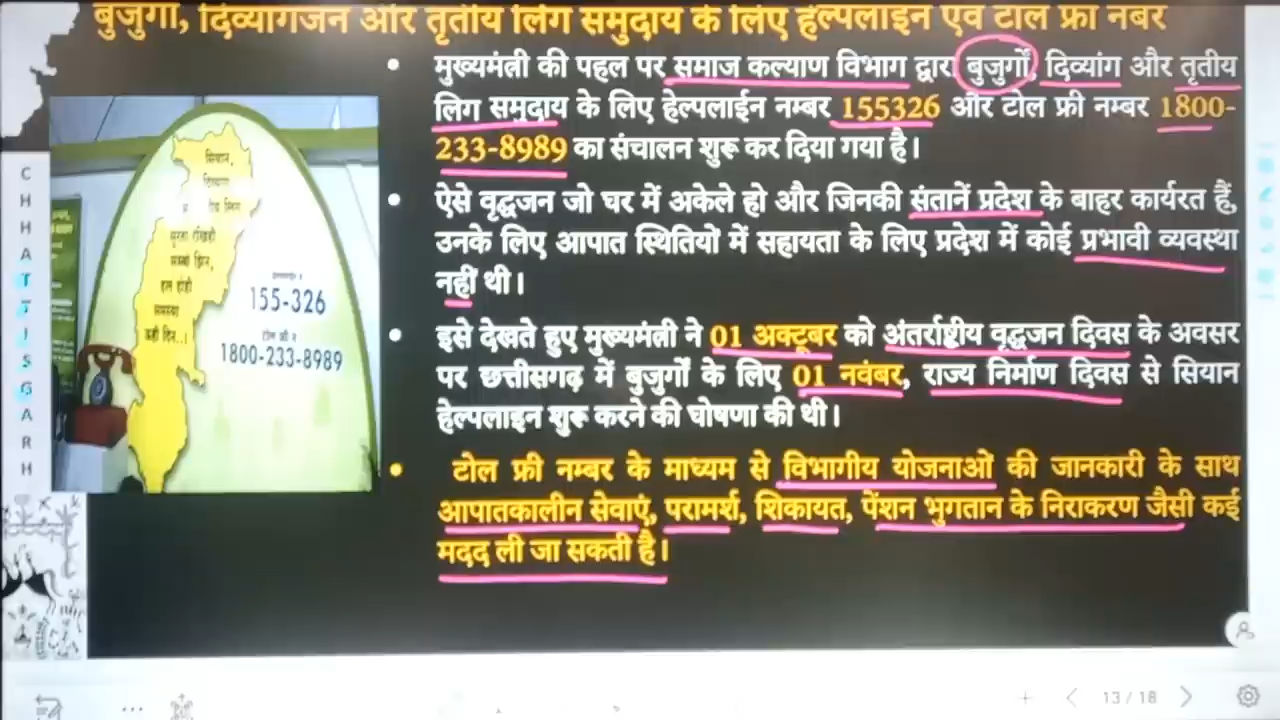 बुजुर्गों, दिव्यांगजन और तृतीय लिंग समुदाय के लिए हेल्पलाइन एवं टोल फ्री नंबर
• मुख्यमंत्री की पहल पर समाज कल्याण विभाग द्वारा बुजुर्गों, दिव्यांग और तृतीय
लिंग समुदाय के लिए हेल्पलाईन नम्बर 155326 और टोल फ्री नम्बर 1800-
233-8989 का संचालन शुरू कर दिया गया है।
• ऐसे वृद्धजन जो घर में अकेले हो और जिनकी संतानें प्रदेश के बाहर कार्यरत हैं,
उनके लिए आपात स्थितियों में सहायता के लिए प्रदेश में कोई प्रभावी व्यवस्था
नहीं थी।
• इसे देखते हुए मुख्यमंत्री ने 01 अक्टूबर को अंतर्राष्ट्रीय वृद्धजन दिवस के अवसर
पर छत्तीसगढ़ में बुजुर्गों के लिए 01 नवंबर, राज्य निर्माण दिवस से सियान
हेल्पलाइन शुरू करने की घोषणा की थी।
• टोल फ्री नम्बर के माध्यम से विभागीय योजनाओं की जानकारी के साथ
आपातकालीन सेवाएं, परामर्श, शिकायत, पेंशन भुगतान के निराकरण जैसी कई
मदद ली जा सकती है।
सियान,
155-326
टोल फ्री नं
1800-233-8989
समस्या
CHHATTISGARH
13 / 18